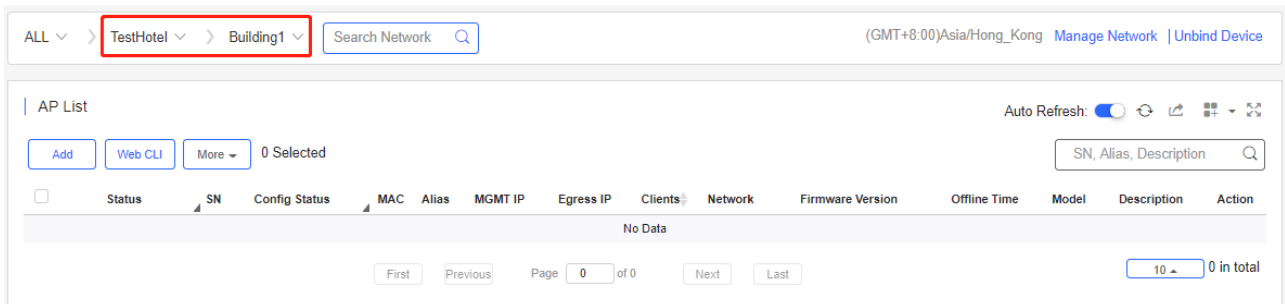 ALL TestHotel Building1 Search Network (GMT+8:00)Asia/Hong_Kong Manage Network | Unbind Device
AP List Auto Refresh:
Add Web CLI More 0 Selected SN, Alias, Description
Status SN Config Status MAC Alias MGMT IP Egress IP Clients Network Firmware Version Offline Time Model Description Action
No Data
First Previous Page 0 of 0 Next Last 10 0 in total